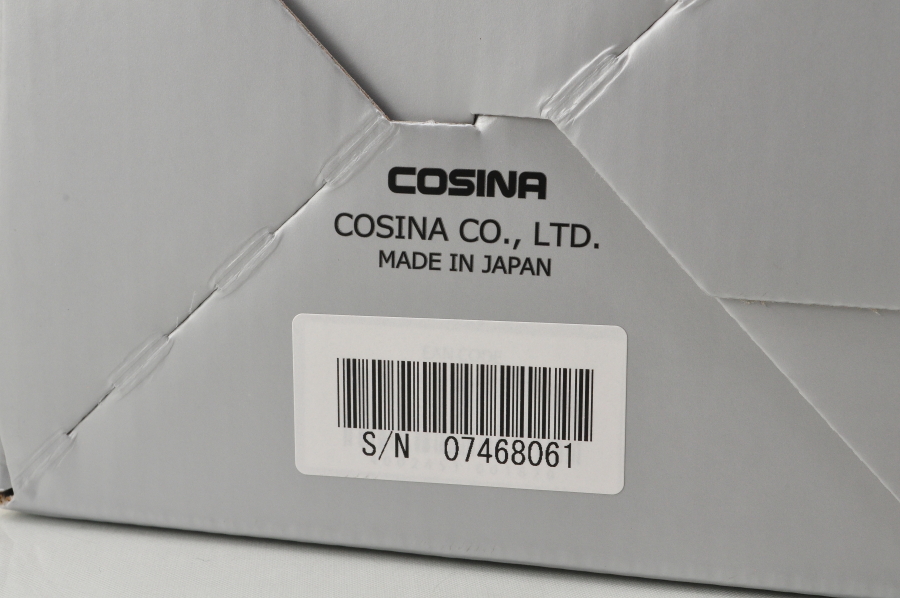 COSINA
COSINA CO., LTD.
MADE IN JAPAN
S/N 07468061